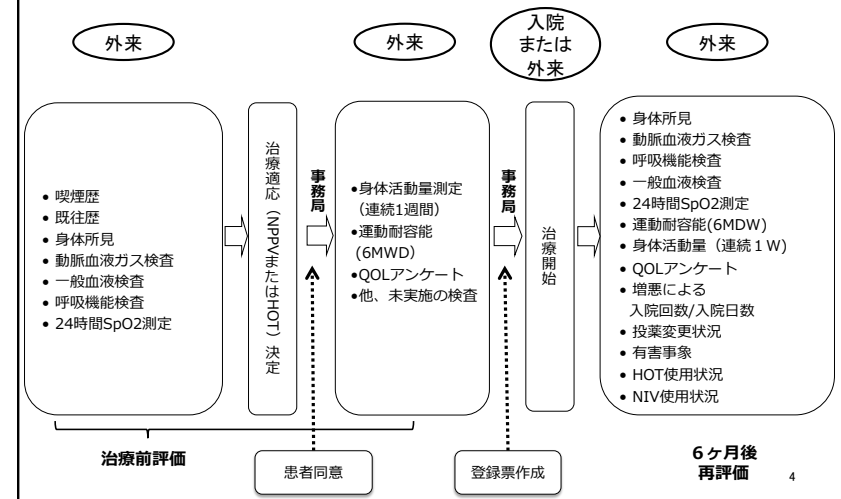 外来
外来
入院
または
外来
外来
• 喫煙歴
• 既往歴
• 身体所見
• 動脈血液ガス検査
• 一般血液検査
• 呼吸機能検査
• 24時間SpO2測定
治療適応（NPPVまたはHOT）決定
事務局
•身体活動量測定
（連続1週間）
•運動耐容能
(6MWD）
•QOLアンケート
•他、未実施の検査
事務局
治療開始
• 身体所見
• 動脈血液ガス検査
• 呼吸機能検査
• 一般血液検査
• 24時間SpO2測定
• 運動耐容能(6MDW)
• 身体活動量（連続１W)
• QOLアンケート
• 増悪による
入院回数/入院日数
• 投薬変更状況
• 有害事象
• HOT使用状況
• NIV使用状況
治療前評価
患者同意
登録票作成
６ヶ月後
再評価
4